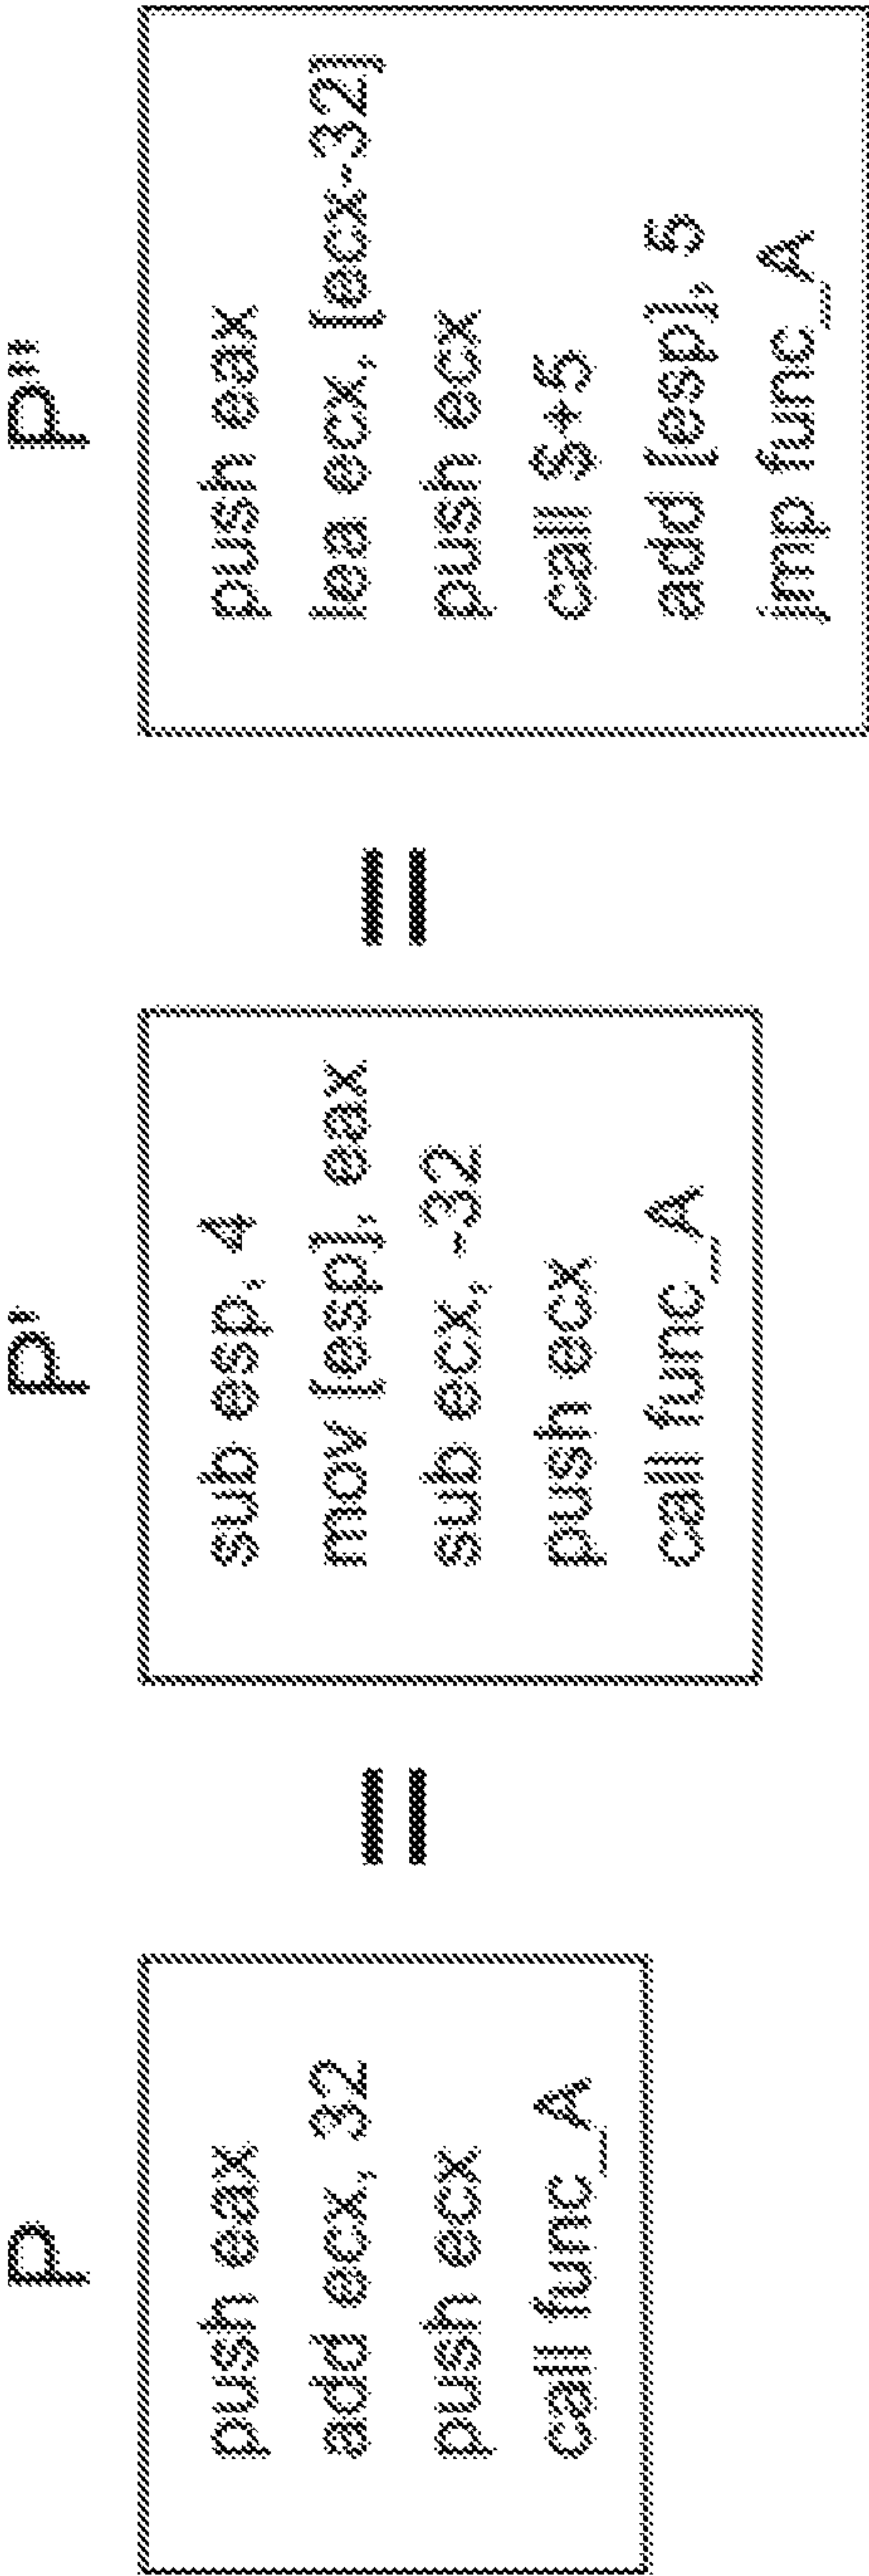 P
push eax
add ecx, 32
push ecx
call func_A
=
P'
sub esp, 4
mov [esp], eax
sub ecx, -32
push ecx
call func_A
=
P''
push eax
lea ecx, [ecx-32]
push ecx
call $+5
add [esp], 5
jmp func_A